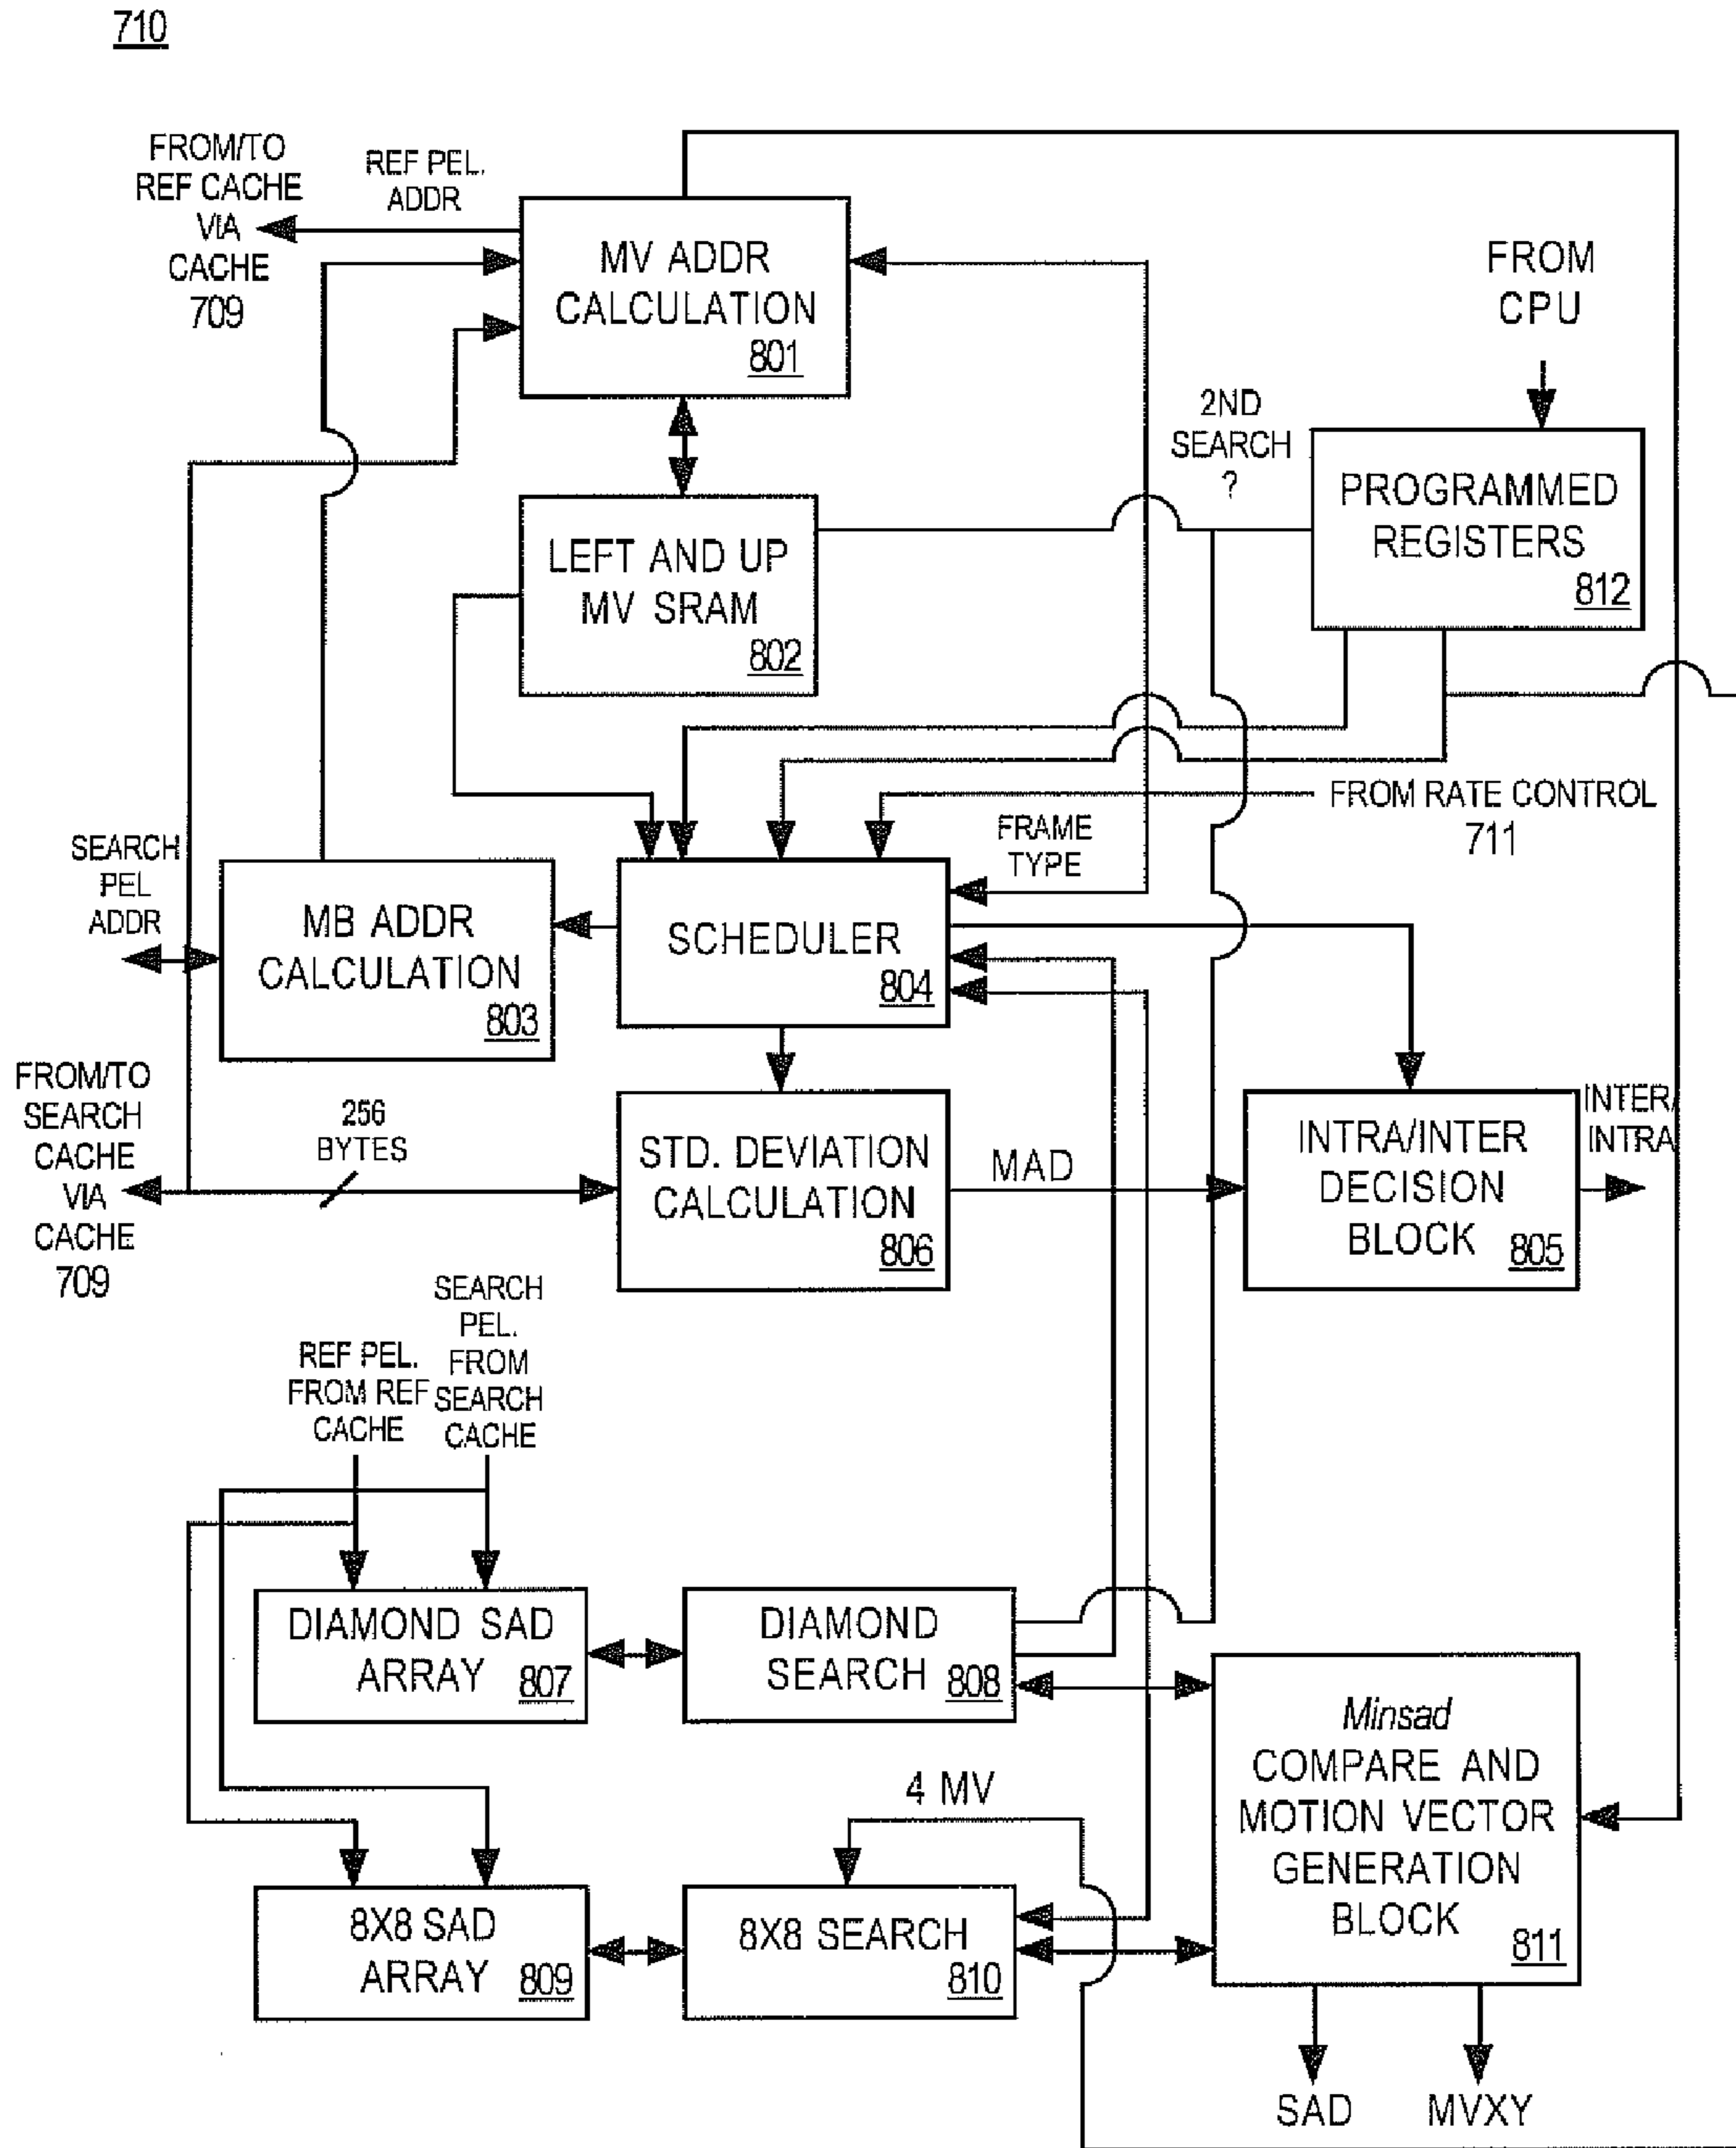 710
FROM/TO
REF CACHE
VIA
CACHE
709
REF PEL.
ADDR
MV ADDR
CALCULATION
801
FROM
CPU
2ND
SEARCH
?
PROGRAMMED
REGISTERS
812
LEFT AND UP
MV SRAM
802
FROM RATE CONTROL
711
FRAME
TYPE
SEARCH
PEL
ADDR
MB ADDR
CALCULATION
803
SCHEDULER
804
FROM/TO
SEARCH
CACHE
VIA
CACHE
709
256
BYTES
STD. DEVIATION
CALCULATION
806
MAD
INTRA/INTER
DECISION
BLOCK
805
INTER/
INTRA
REF PEL.
FROM REF
CACHE
SEARCH
PEL.
FROM
SEARCH
CACHE
DIAMOND SAD
ARRAY
807
DIAMOND
SEARCH
808
Minsad
COMPARE AND
MOTION VECTOR
GENERATION
BLOCK
811
4 MV
8X8 SAD
ARRAY
809
8X8 SEARCH
810
SAD
MVXY